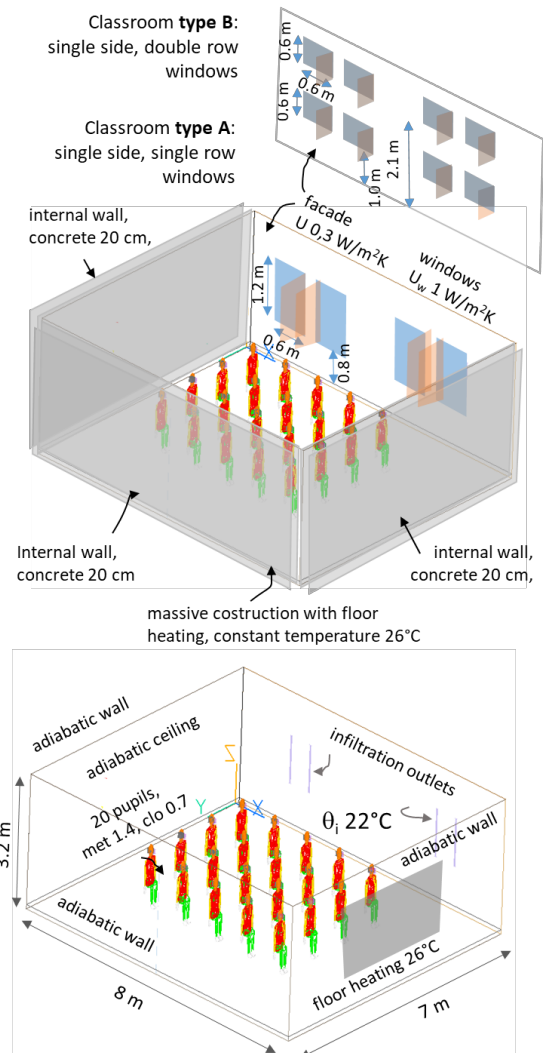 Classroom type B:
single side, double row
windows
0.6 m
0.6 m
0.6 m
Classroom type A:
single side, single row
windows
1.0 m
2.1 m
internal wall,
concrete 20 cm,
facade
U 0,3 W/m²K
windows
Uw 1 W/m²K
1.2 m
0.6 m
0.8 m
X
Internal wall,
concrete 20 cm
internal wall,
concrete 20 cm,
massive costruction with floor
heating, constant temperature 26°C
adiabatic wall
adiabatic ceiling
infiltration outlets
Z
Y
X
20 pupils,
met 1.4, clo 0.7
θi 22°C
adiabatic wall
3.2 m
adiabatic wall
floor heating 26°C
8 m
7 m